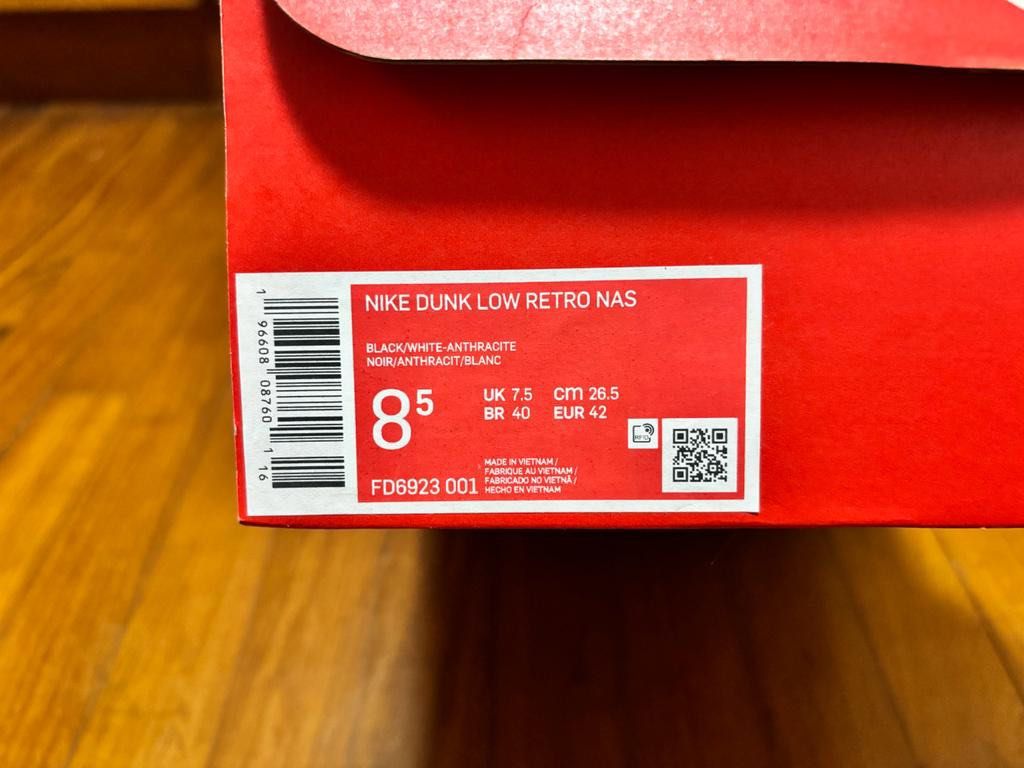 1 96608 08760 1 16
NIKE DUNK LOW RETRO NAS
BLACK/WHITE-ANTHRACITE
NOIR/ANTHRACIT/BLANC
8⁵
UK 7.5 cm 26.5
BR 40 EUR 42
RFID
MADE IN VIETNAM /
FABRIQUE AU VIETNAM /
FABRICADO NO VIETNÃ /
HECHO EN VIETNAM
FD6923 001